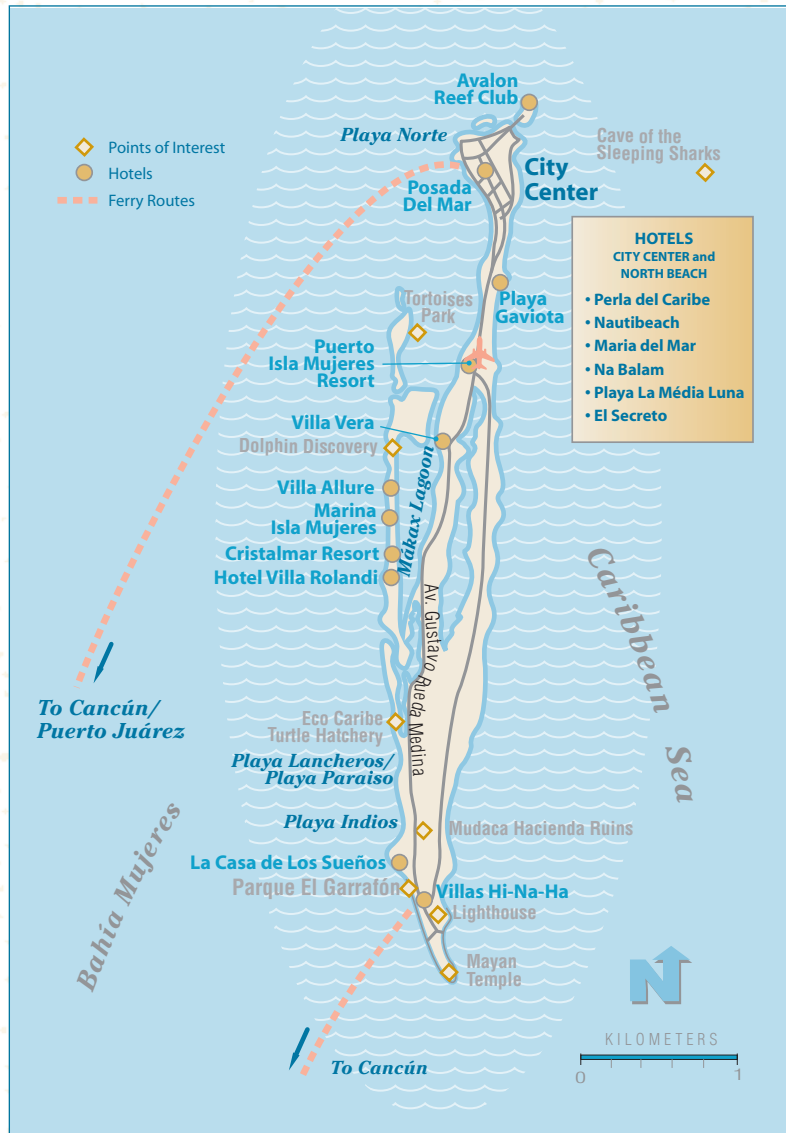 Avalon
Reef Club
Playa Norte
Points of Interest
Hotels
Ferry Routes
Cave of the
Sleeping Sharks
City
Center
Posada
Del Mar
HOTELS
CITY CENTER and
NORTH BEACH
• Perla del Caribe
• Nautibeach
• Maria del Mar
• Na Balam
• Playa La Média Luna
• El Secreto
Playa
Gaviota
Tortoises
Park
Puerto
Isla Mujeres
Resort
Villa Vera
Dolphin Discovery
Mákax Lagoon
Villa Allure
Marina
Isla Mujeres
Cristalmar Resort
Hotel Villa Rolandi
Av. Gustavo Rueda Medina
Caribbean Sea
To Cancún/
Puerto Juárez
Eco Caribe
Turtle Hatchery
Playa Lancheros/
Playa Paraiso
Playa Indios
Mudaca Hacienda Ruins
Bahía Mujeres
La Casa de Los Sueños
Parque El Garrafón
Villas Hi-Na-Ha
Lighthouse
Mayan
Temple
N
KILOMETERS
0 1
To Cancún